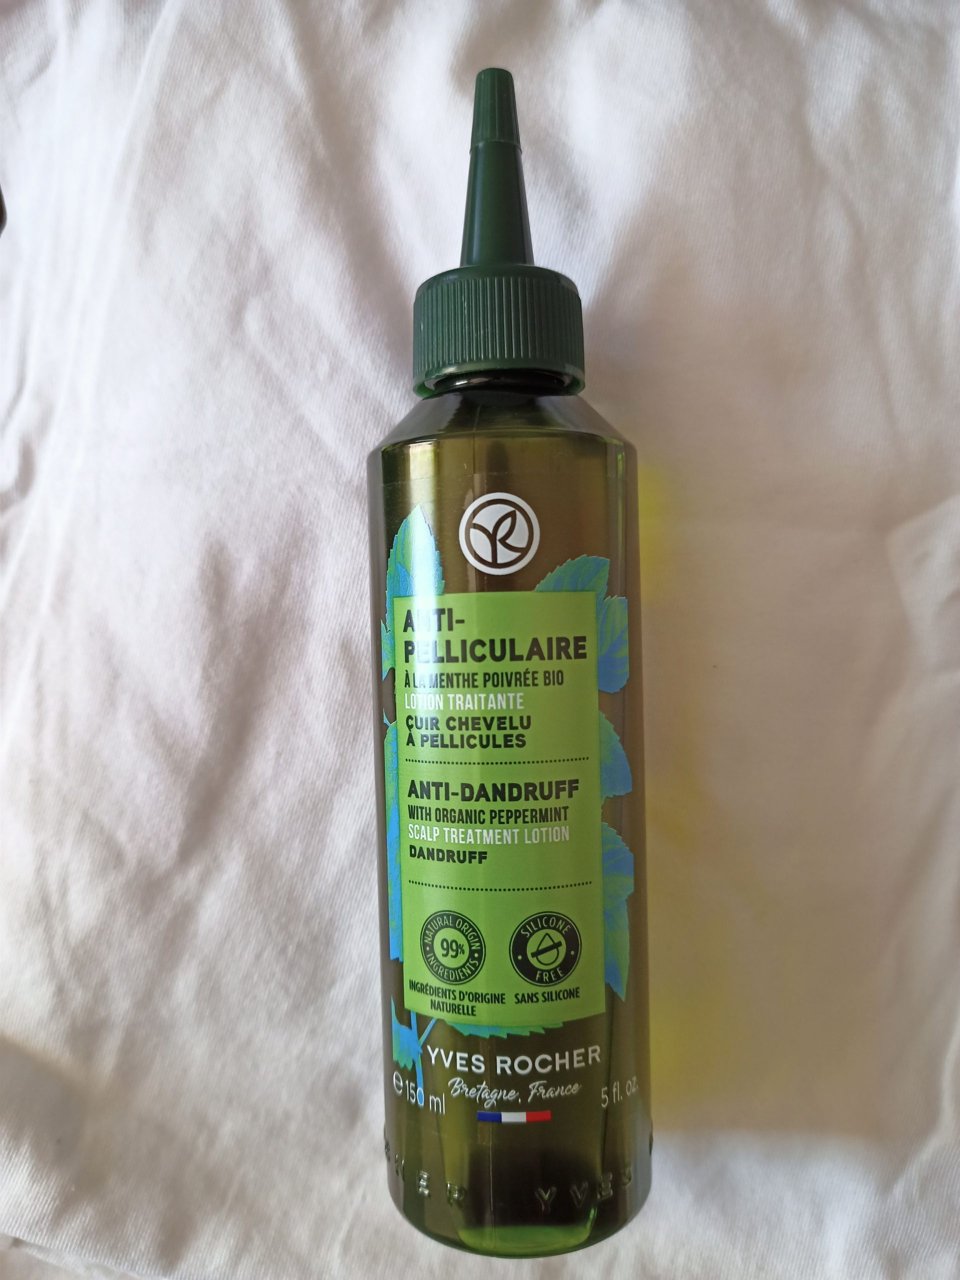 YR
ANTI-
PELLICULAIRE
À LA MENTHE POIVRÉE BIO
LOTION TRAITANTE
CUIR CHEVELU
À PELLICULES
ANTI-DANDRUFF
WITH ORGANIC PEPPERMINT
SCALP TREATMENT LOTION
DANDRUFF
NATURAL ORIGIN
99%
INGREDIENTS
SILICONE
FREE
INGRÉDIENTS D'ORIGINE
NATURELLE
SANS SILICONE
YVES ROCHER
Bretagne, France
℮ 150 ml
5 fl. oz.
YVES